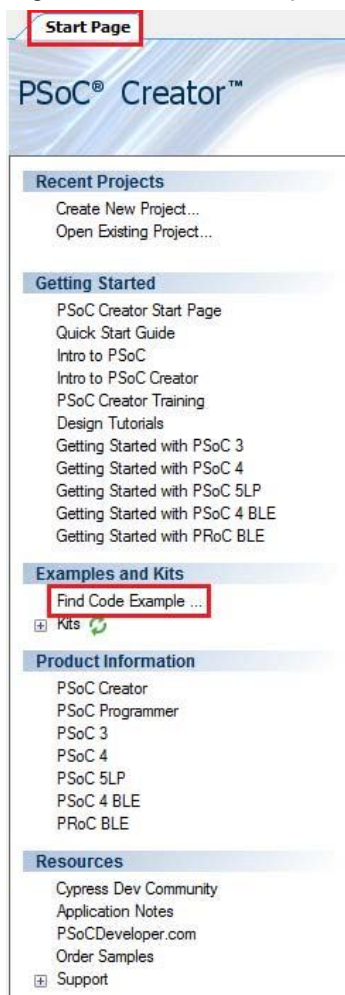 Start Page
PSoC® Creator™
Recent Projects
Create New Project...
Open Existing Project...
Getting Started
PSoC Creator Start Page
Quick Start Guide
Intro to PSoC
Intro to PSoC Creator
PSoC Creator Training
Design Tutorials
Getting Started with PSoC 3
Getting Started with PSoC 4
Getting Started with PSoC 5LP
Getting Started with PSoC 4 BLE
Getting Started with PRoC BLE
Examples and Kits
Find Code Example ...
Kits
Product Information
PSoC Creator
PSoC Programmer
PSoC 3
PSoC 4
PSoC 5LP
PSoC 4 BLE
PRoC BLE
Resources
Cypress Dev Community
Application Notes
PSoCDeveloper.com
Order Samples
Support